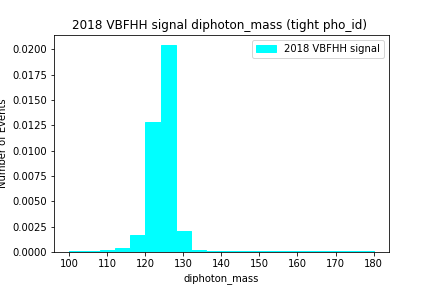 2018 VBFHH signal diphoton_mass (tight pho_id)
2018 VBFHH signal
Number of Events
0.0200
0.0175
0.0150
0.0125
0.0100
0.0075
0.0050
0.0025
0.0000
100 110 120 130 140 150 160 170 180
diphoton_mass